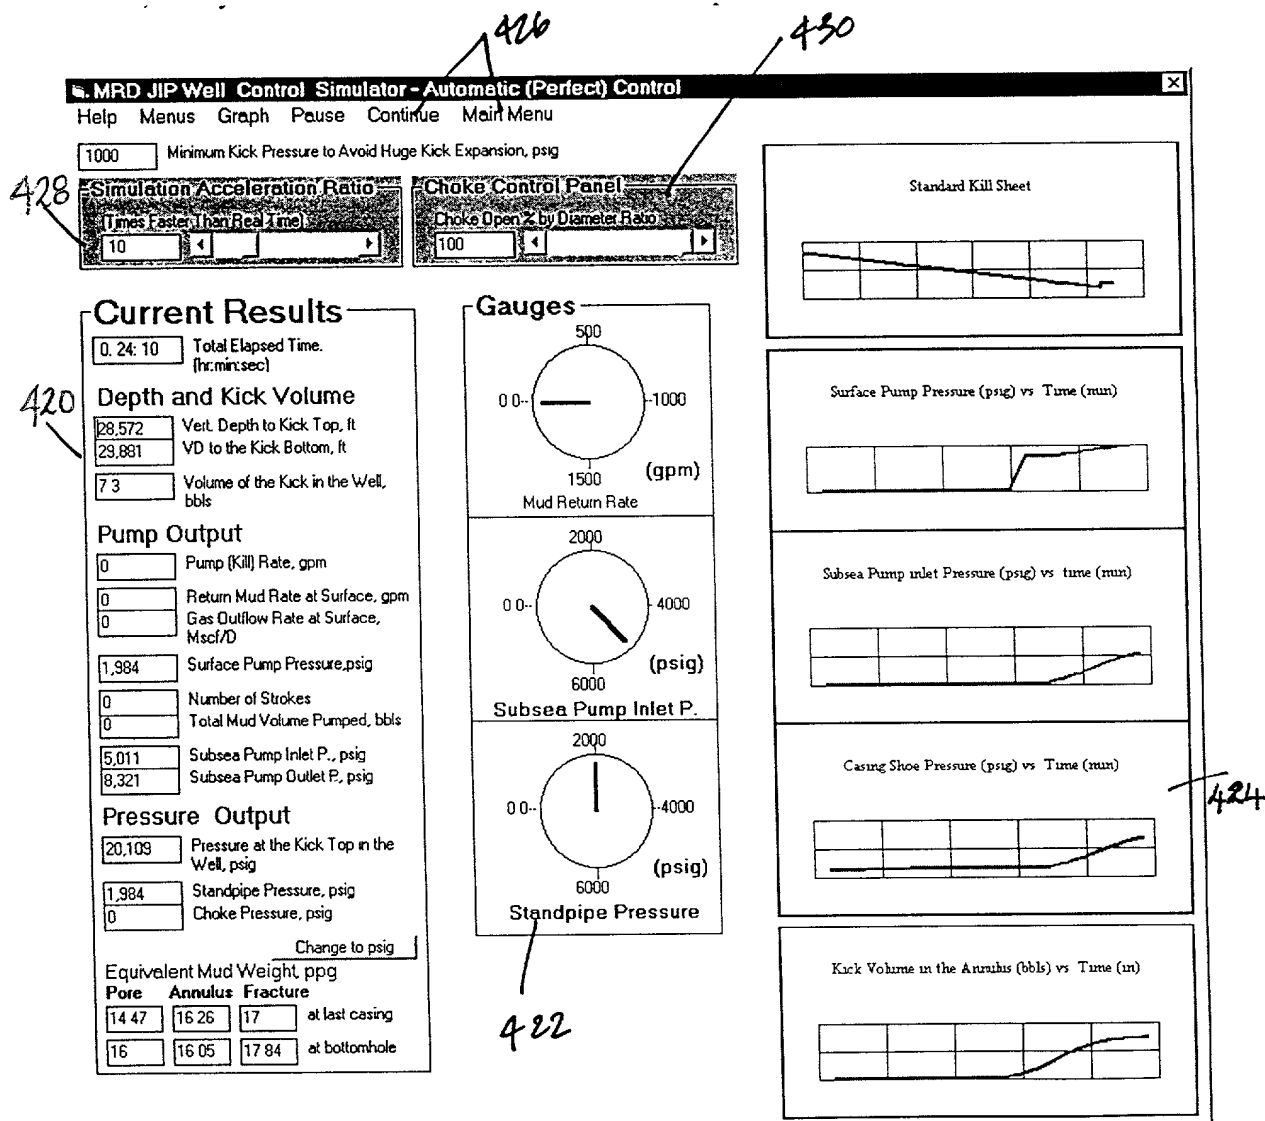 426
430
MRD JIP Well Control Simulator - Automatic (Perfect) Control
Help Menus Graph Pause Continue Main Menu
1000 Minimum Kick Pressure to Avoid Huge Kick Expansion, psig
428
Simulation Acceleration Ratio
(Times Faster Than Real Time)
10
Choke Control Panel
Choke Open % by Diameter Ratio
100
Current Results
0. 24: 10 Total Elapsed Time.
(hr:min:sec)
420
Depth and Kick Volume
28,572 Vert. Depth to Kick Top, ft
29,881 VD to the Kick Bottom, ft
7 3 Volume of the Kick in the Well,
bbls
Pump Output
0 Pump (Kill) Rate, gpm
0 Return Mud Rate at Surface, gpm
0 Gas Outflow Rate at Surface,
Mscf/D
1,984 Surface Pump Pressure,psig
0 Number of Strokes
0 Total Mud Volume Pumped, bbls
5,011 Subsea Pump Inlet P., psig
8,321 Subsea Pump Outlet P., psig
Pressure Output
20,109 Pressure at the Kick Top in the
Well, psig
1,984 Standpipe Pressure, psig
0 Choke Pressure, psig
Change to psig
Equivalent Mud Weight, ppg
Pore Annulus Fracture
14 47 16 26 17 at last casing
16 16 05 17 84 at bottomhole
Gauges
500
0 0-- -1000
1500 (gpm)
Mud Return Rate
2000
0 0-- - 4000
(psig)
6000
Subsea Pump Inlet P.
2000
0 0-- --4000
(psig)
6000
Standpipe Pressure
422
Standard Kill Sheet
Surface Pump Pressure (psig) vs Time (min)
Subsea Pump inlet Pressure (psig) vs time (min)
Casing Shoe Pressure (psig) vs Time (min)
424
Kick Volume in the Annulus (bbls) vs Time (in)